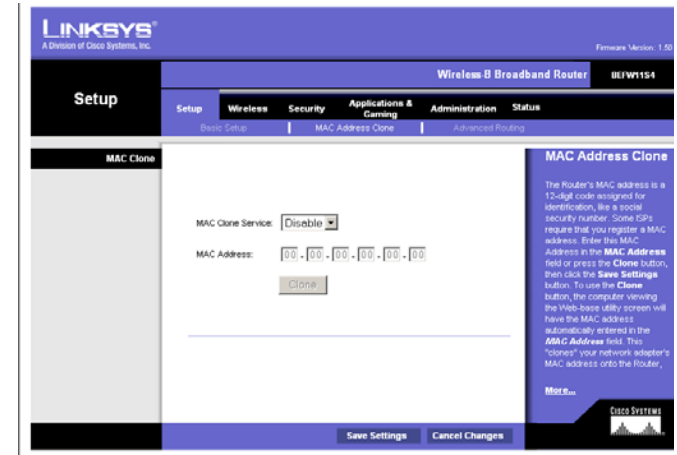 LINKSYS®
A Division of Cisco Systems, Inc.
Firmware Version: 1.50
Wireless-B Broadband Router
BEFW11S4
Setup
Setup
Wireless
Security
Applications & Gaming
Administration
Status
Basic Setup
MAC Address Clone
Advanced Routing
MAC Clone
MAC Clone Service: Disable
MAC Address: 00 - 00 - 00 - 00 - 00 - 00
Clone
MAC Address Clone
The Router's MAC address is a
12-digit code assigned for
identification, like a social
security number. Some ISPs
require that you register a MAC
address. Enter this MAC
Address in the MAC Address
field or press the Clone button,
then click the Save Settings
button. To use the Clone
button, the computer viewing
the Web-base utility screen will
have the MAC address
automatically entered in the
MAC Address field. This
"clones" your network adapter's
MAC address onto the Router,
More...
CISCO SYSTEMS
Save Settings
Cancel Changes